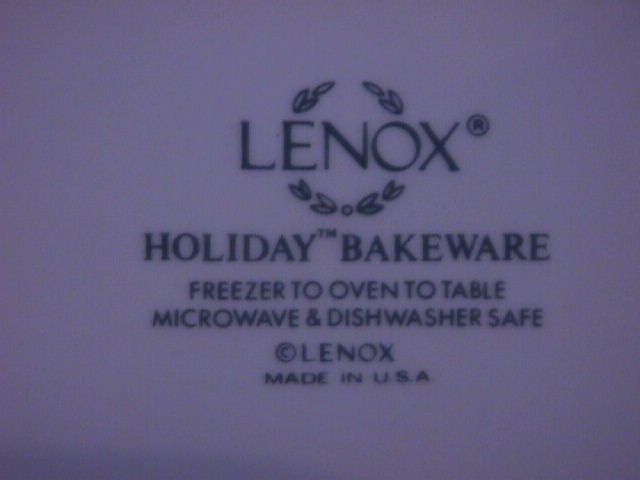 LENOX®
HOLIDAY™ BAKEWARE
FREEZER TO OVEN TO TABLE
MICROWAVE & DISHWASHER SAFE
©LENOX
MADE IN U.S.A